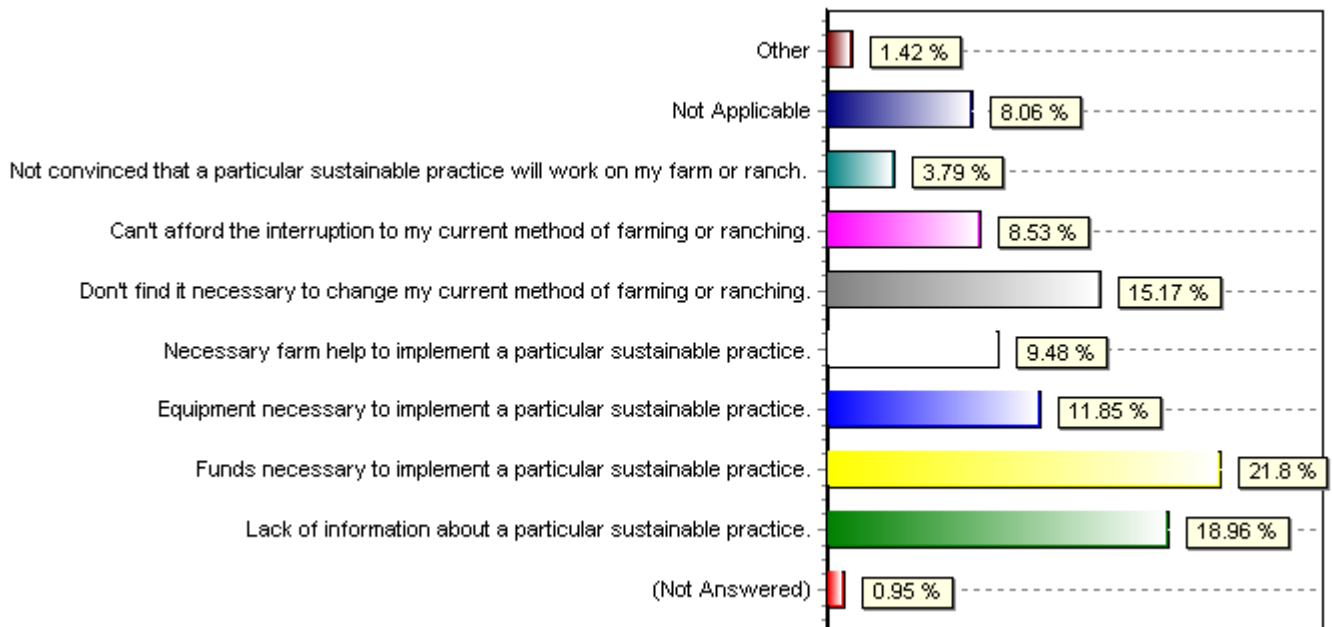 Other 1.42 %
Not Applicable 8.06 %
Not convinced that a particular sustainable practice will work on my farm or ranch. 3.79 %
Can't afford the interruption to my current method of farming or ranching. 8.53 %
Don't find it necessary to change my current method of farming or ranching. 15.17 %
Necessary farm help to implement a particular sustainable practice. 9.48 %
Equipment necessary to implement a particular sustainable practice. 11.85 %
Funds necessary to implement a particular sustainable practice. 21.8 %
Lack of information about a particular sustainable practice. 18.96 %
(Not Answered) 0.95 %